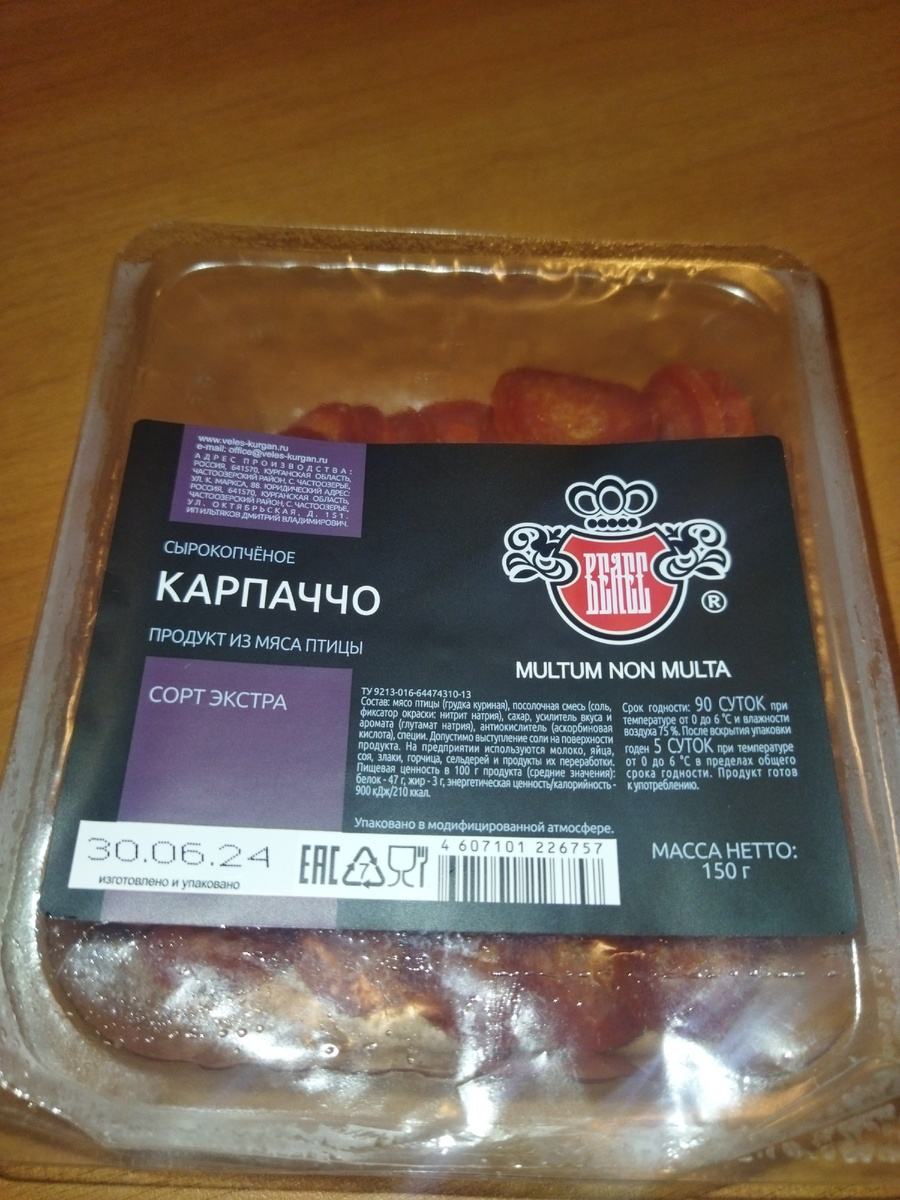 www.veles-kurgan.ru
e-mail: office@veles-kurgan.ru
АДРЕС ПРОИЗВОДСТВА:
РОССИЯ, 641570, КУРГАНСКАЯ ОБЛАСТЬ,
ЧАСТООЗЕРСКИЙ РАЙОН, С. ЧАСТООЗЕРЬЕ,
УЛ. К. МАРКСА, 88. ЮРИДИЧЕСКИЙ АДРЕС:
РОССИЯ, 641570, КУРГАНСКАЯ ОБЛАСТЬ,
ЧАСТООЗЕРСКИЙ РАЙОН, С. ЧАСТООЗЕРЬЕ,
УЛ. ОКТЯБРЬСКАЯ, Д. 151.
ИП ИЛЬТЯКОВ ДМИТРИЙ ВЛАДИМИРОВИЧ.
СЫРОКОПЧЁНОЕ
КАРПАЧЧО
ПРОДУКТ ИЗ МЯСА ПТИЦЫ
СОРТ ЭКСТРА
ВЕЛЕС
®
MULTUM NON MULTA
ТУ 9213-016-64474310-13
Состав: мясо птицы (грудка куриная), посолочная смесь (соль,
фиксатор окраски: нитрит натрия), сахар, усилитель вкуса и
аромата (глутамат натрия), антиокислитель (аскорбиновая
кислота), специи. Допустимо выступление соли на поверхности
продукта. На предприятии используются молоко, яйца,
соя, злаки, горчица, сельдерей и продукты их переработки.
Пищевая ценность в 100 г продукта (средние значения):
белок - 47 г, жир - 3 г, энергетическая ценность/калорийность -
900 кДж/210 ккал.
Срок годности: 90 СУТОК при
температуре от 0 до 6 °С и влажности
воздуха 75 %. После вскрытия упаковки
годен 5 СУТОК при температуре
от 0 до 6 °С в пределах общего
срока годности. Продукт готов
к употреблению.
Упаковано в модифицированной атмосфере.
30.06.24
изготовлено и упаковано
EAC
7
4 607101 226757
МАССА НЕТТО:
150 г